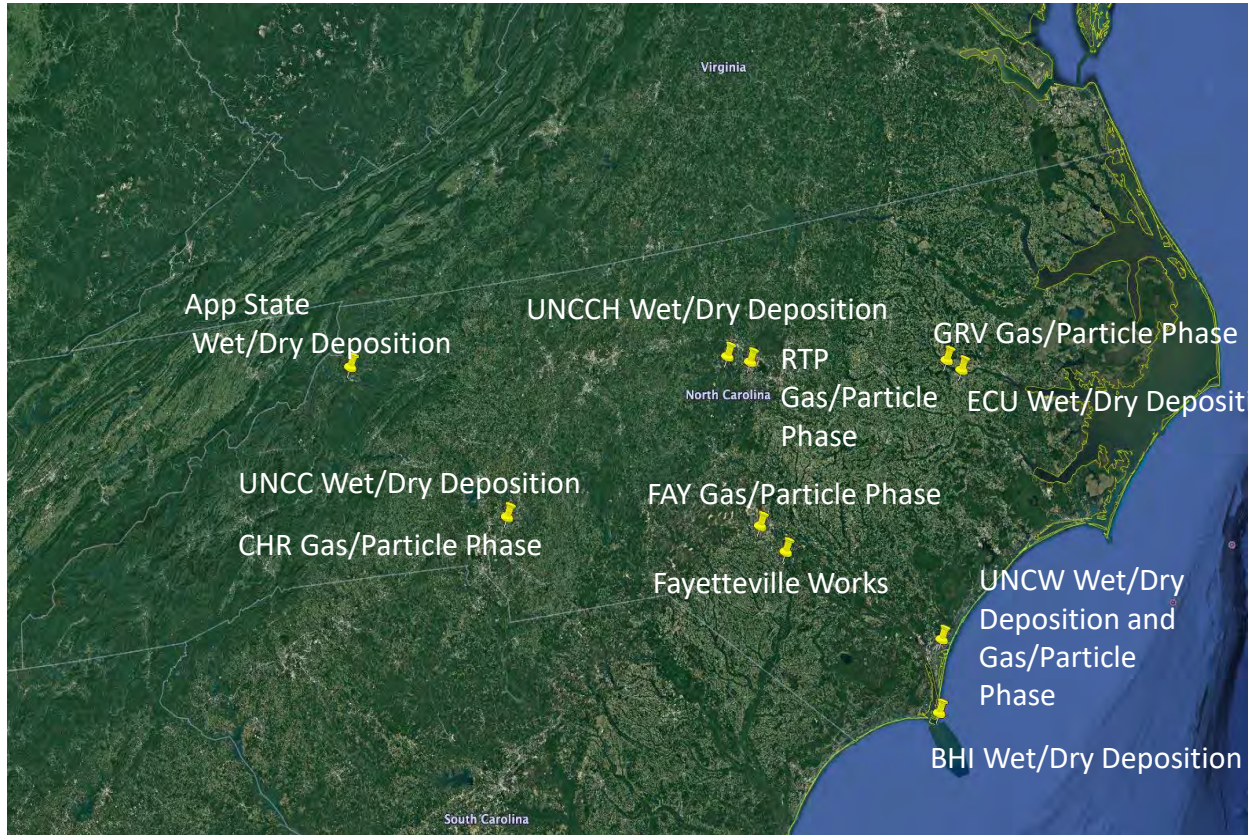 Virginia
App State
Wet/Dry Deposition
UNCCH Wet/Dry Deposition
GRV Gas/Particle Phase
RTP
Gas/Particle
Phase
North Carolina
ECU Wet/Dry Depositi
UNCC Wet/Dry Deposition
CHR Gas/Particle Phase
FAY Gas/Particle Phase
Fayetteville Works
UNCW Wet/Dry
Deposition and
Gas/Particle
Phase
BHI Wet/Dry Deposition
South Carolina